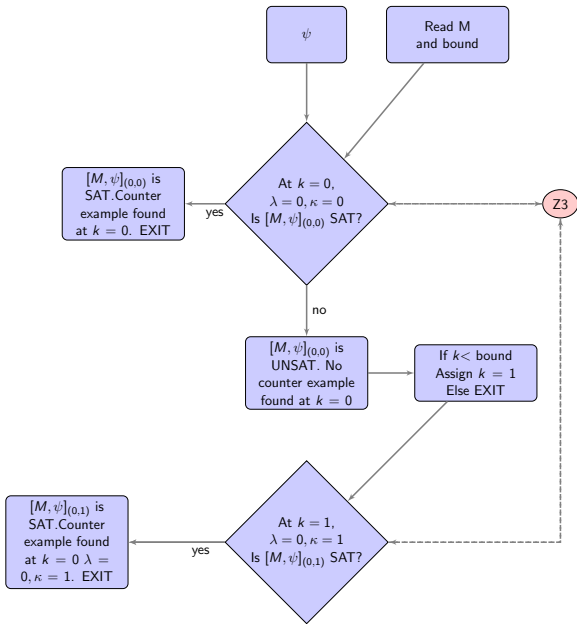 ψ
Read M
and bound
At k = 0,
λ = 0, κ = 0
Is [M, ψ](0,0) SAT?
[M, ψ](0,0) is
SAT.Counter
example found
at k = 0. EXIT
yes
Z3
no
[M, ψ](0,0) is
UNSAT. No
counter example
found at k = 0
If k< bound
Assign k = 1
Else EXIT
At k = 1,
λ = 0, κ = 1
Is [M, ψ](0,1) SAT?
[M, ψ](0,1) is
SAT.Counter
example found
at k = 0 λ =
0, κ = 1. EXIT
yes